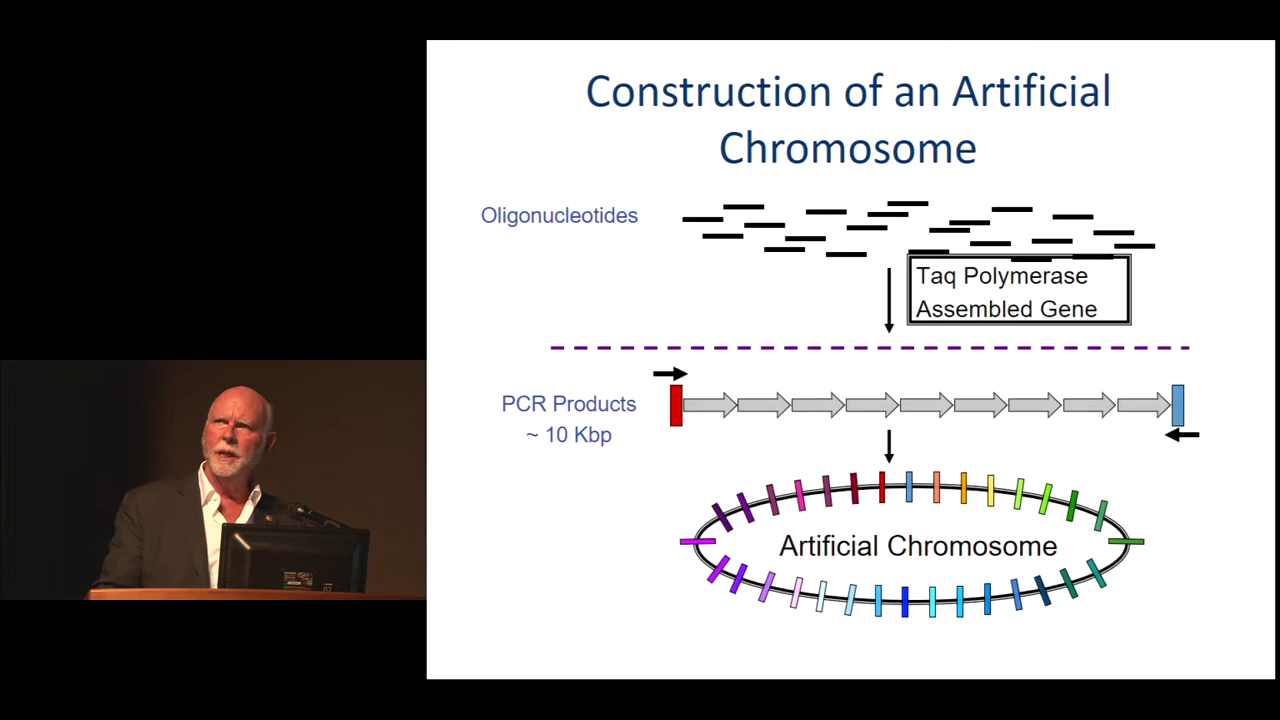 Construction of an Artificial
Chromosome
Oligonucleotides
Taq Polymerase
Assembled Gene
PCR Products
~ 10 Kbp
Artificial Chromosome